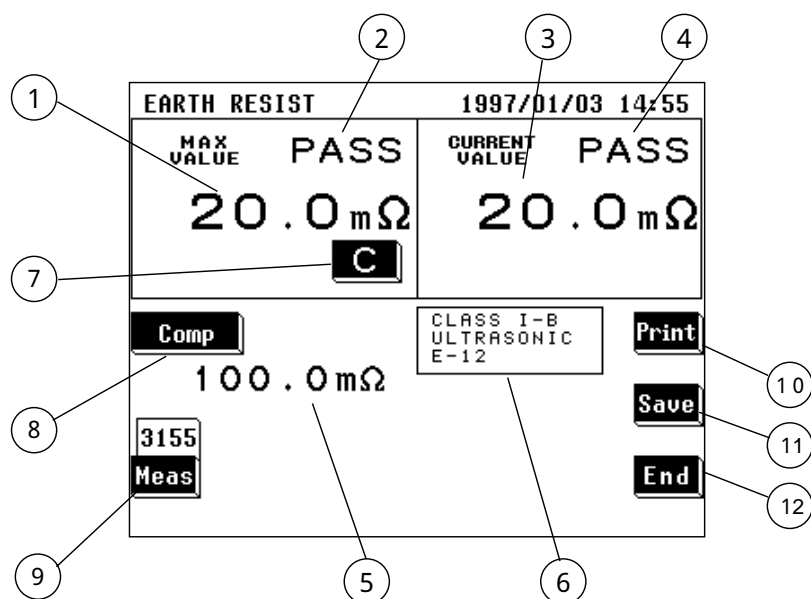 2
3
4
1
EARTH RESIST 1997/01/03 14:55
MAX VALUE PASS
20.0mΩ
C
CURRENT VALUE PASS
20.0mΩ
7
Comp
100.0mΩ
CLASS I-B
ULTRASONIC
E-12
Print
10
8
3155
Meas
Save
11
End
12
9
5
6